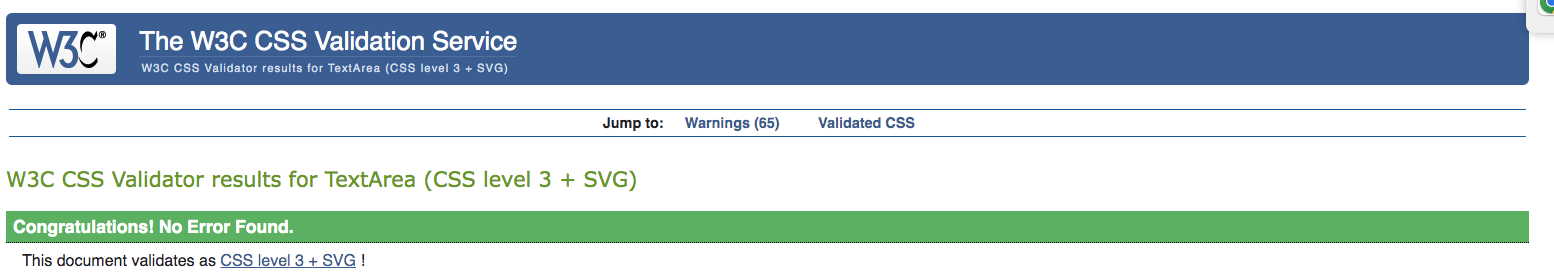 W3C®
The W3C CSS Validation Service
W3C CSS Validator results for TextArea (CSS level 3 + SVG)
Jump to: Warnings (65) Validated CSS
W3C CSS Validator results for TextArea (CSS level 3 + SVG)
Congratulations! No Error Found.
This document validates as CSS level 3 + SVG !